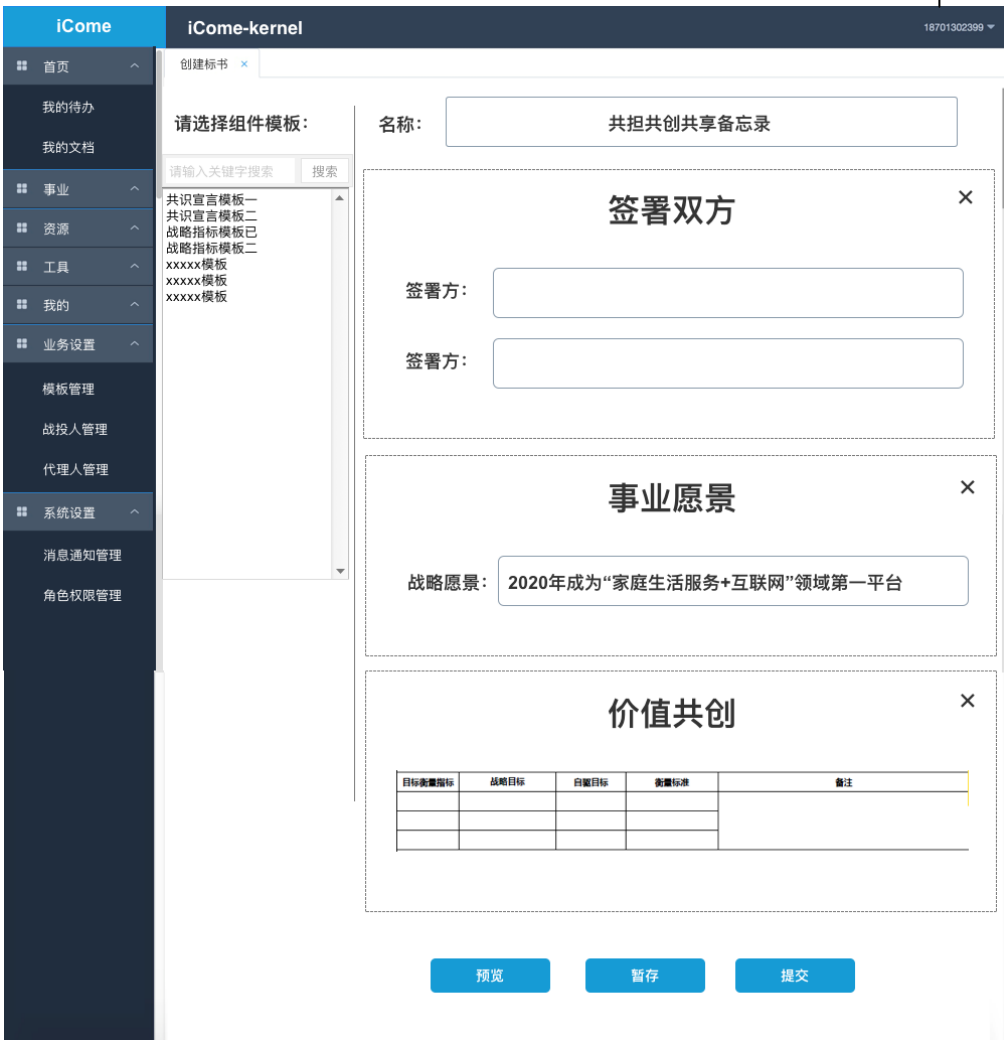 iCome
iCome-kernel
18701302399
首页
我的待办
我的文档
事业
资源
工具
我的
业务设置
模板管理
战投人管理
代理人管理
系统设置
消息通知管理
角色权限管理
创建标书 ×
请选择组件模板：
请输入关键字搜索 搜索
共识宣言模板一
共识宣言模板二
战略指标模板已
战略指标模板二
xxxxx模板
xxxxx模板
xxxxx模板
名称： 共担共创共享备忘录
签署双方
签署方：
签署方：
事业愿景
战略愿景： 2020年成为“家庭生活服务+互联网”领域第一平台
价值共创
目标衡量指标 战略目标 自驱目标 衡量标准 备注
预览 暂存 提交